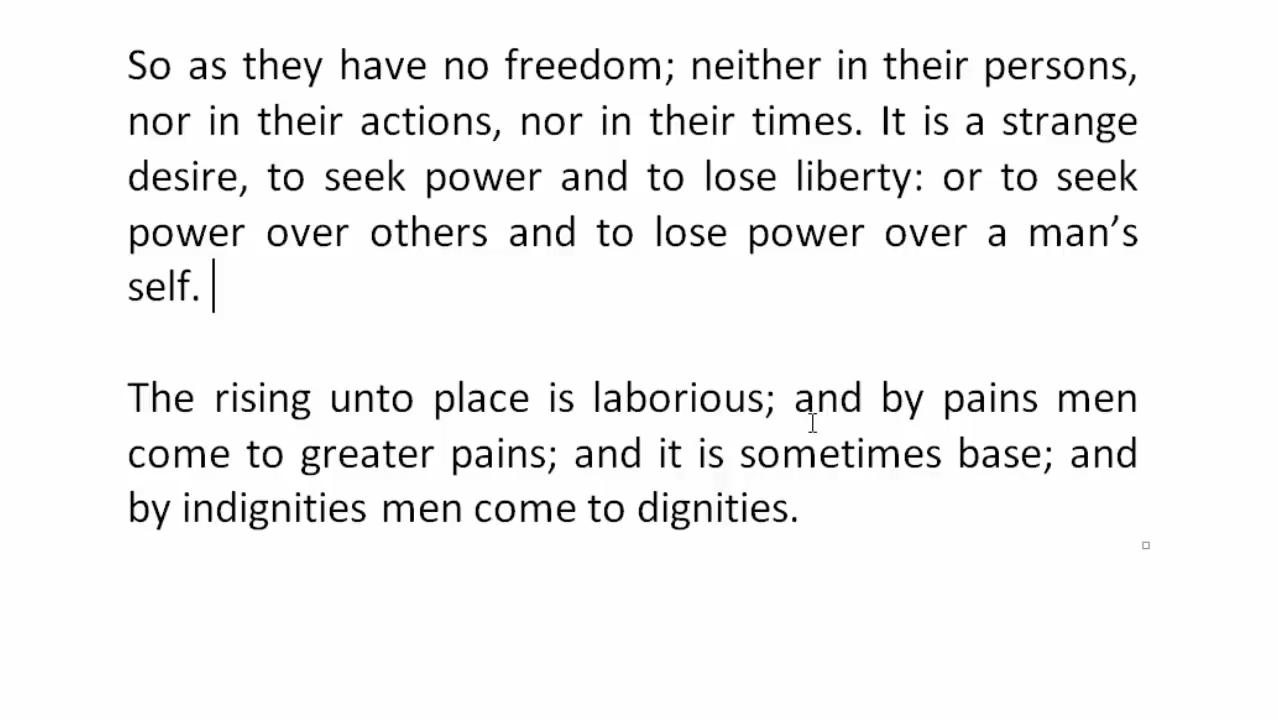 So as they have no freedom; neither in their persons,
nor in their actions, nor in their times. It is a strange
desire, to seek power and to lose liberty: or to seek
power over others and to lose power over a man’s
self.
The rising unto place is laborious; and by pains men
come to greater pains; and it is sometimes base; and
by indignities men come to dignities.